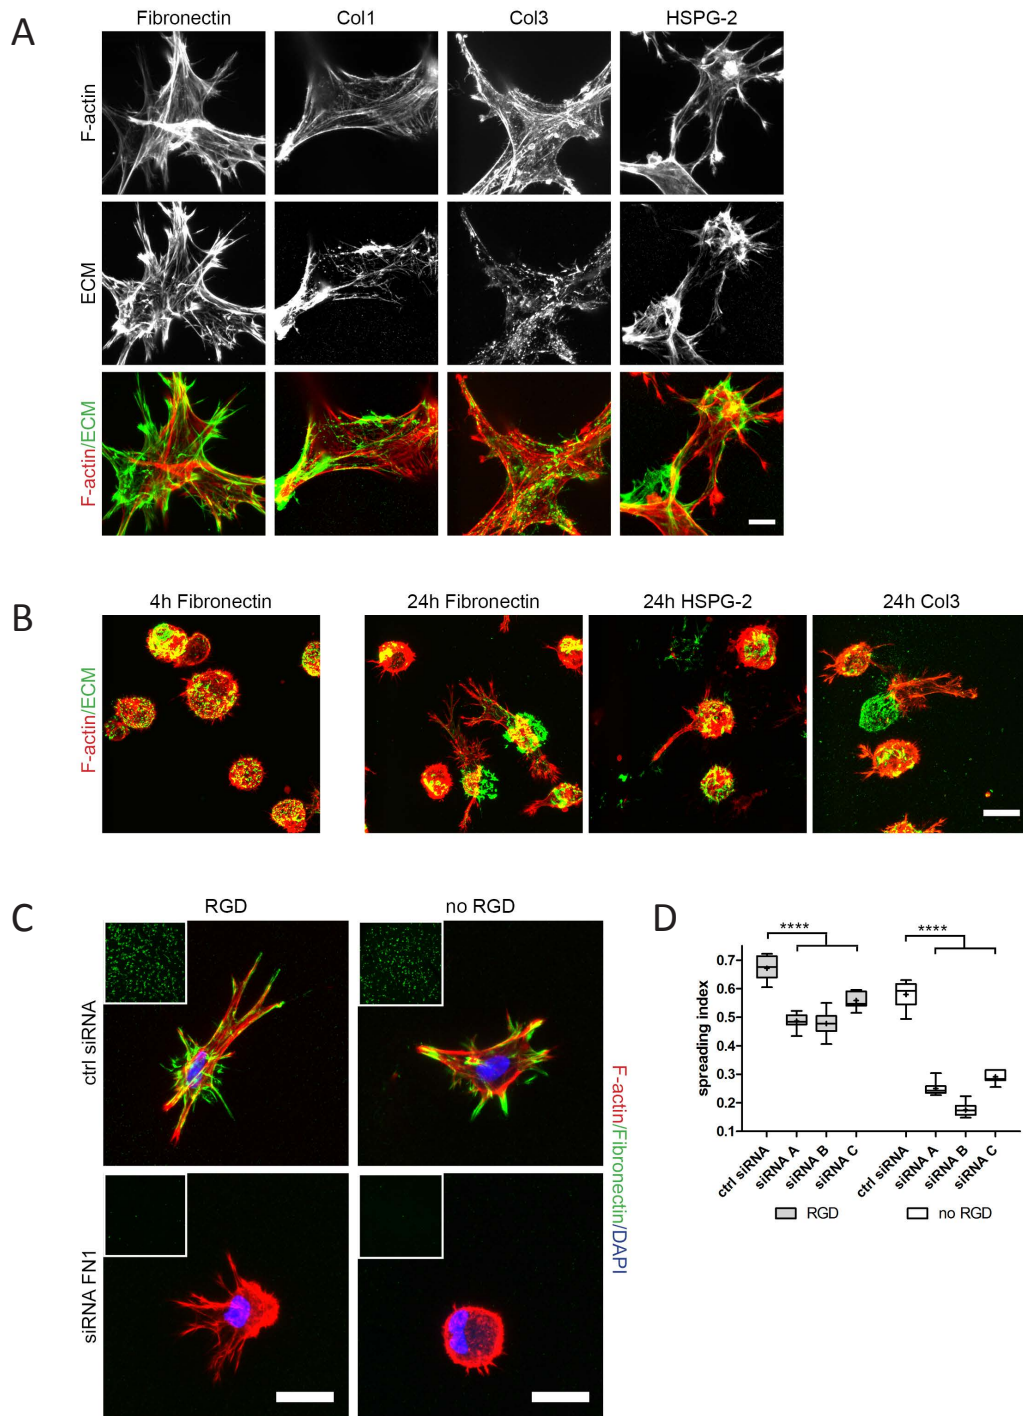 A
Fibronectin Col1 Col3 HSPG-2
F-actin
ECM
F-actin/ECM
B
4h Fibronectin 24h Fibronectin 24h HSPG-2 24h Col3
F-actin/ECM
C
RGD no RGD
ctrl siRNA
siRNA FN1
F-actin/Fibronectin/DAPI
D
**** ****
spreading index
0.7
0.6
0.5
0.4
0.3
0.2
0.1
ctrl siRNA siRNA A siRNA B siRNA C ctrl siRNA siRNA A siRNA B siRNA C
RGD no RGD